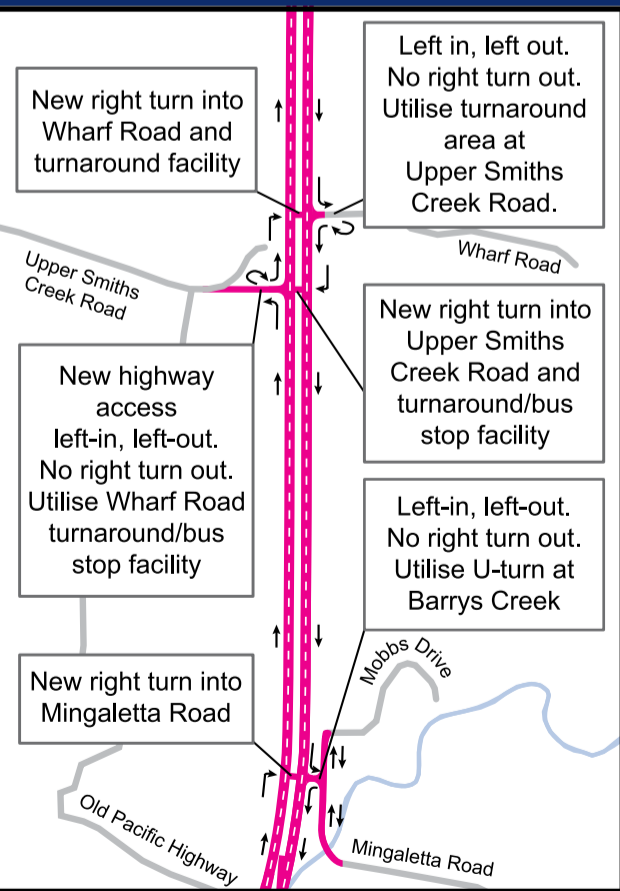 New right turn into
Wharf Road and
turnaround facility
Left in, left out.
No right turn out.
Utilise turnaround
area at
Upper Smiths
Creek Road.
Wharf Road
Upper Smiths
Creek Road
New right turn into
Upper Smiths
Creek Road and
turnaround/bus
stop facility
New highway
access
left-in, left-out.
No right turn out.
Utilise Wharf Road
turnaround/bus
stop facility
Left-in, left-out.
No right turn out.
Utilise U-turn at
Barrys Creek
Mobbs Drive
New right turn into
Mingaletta Road
Old Pacific Highway
Mingaletta Road